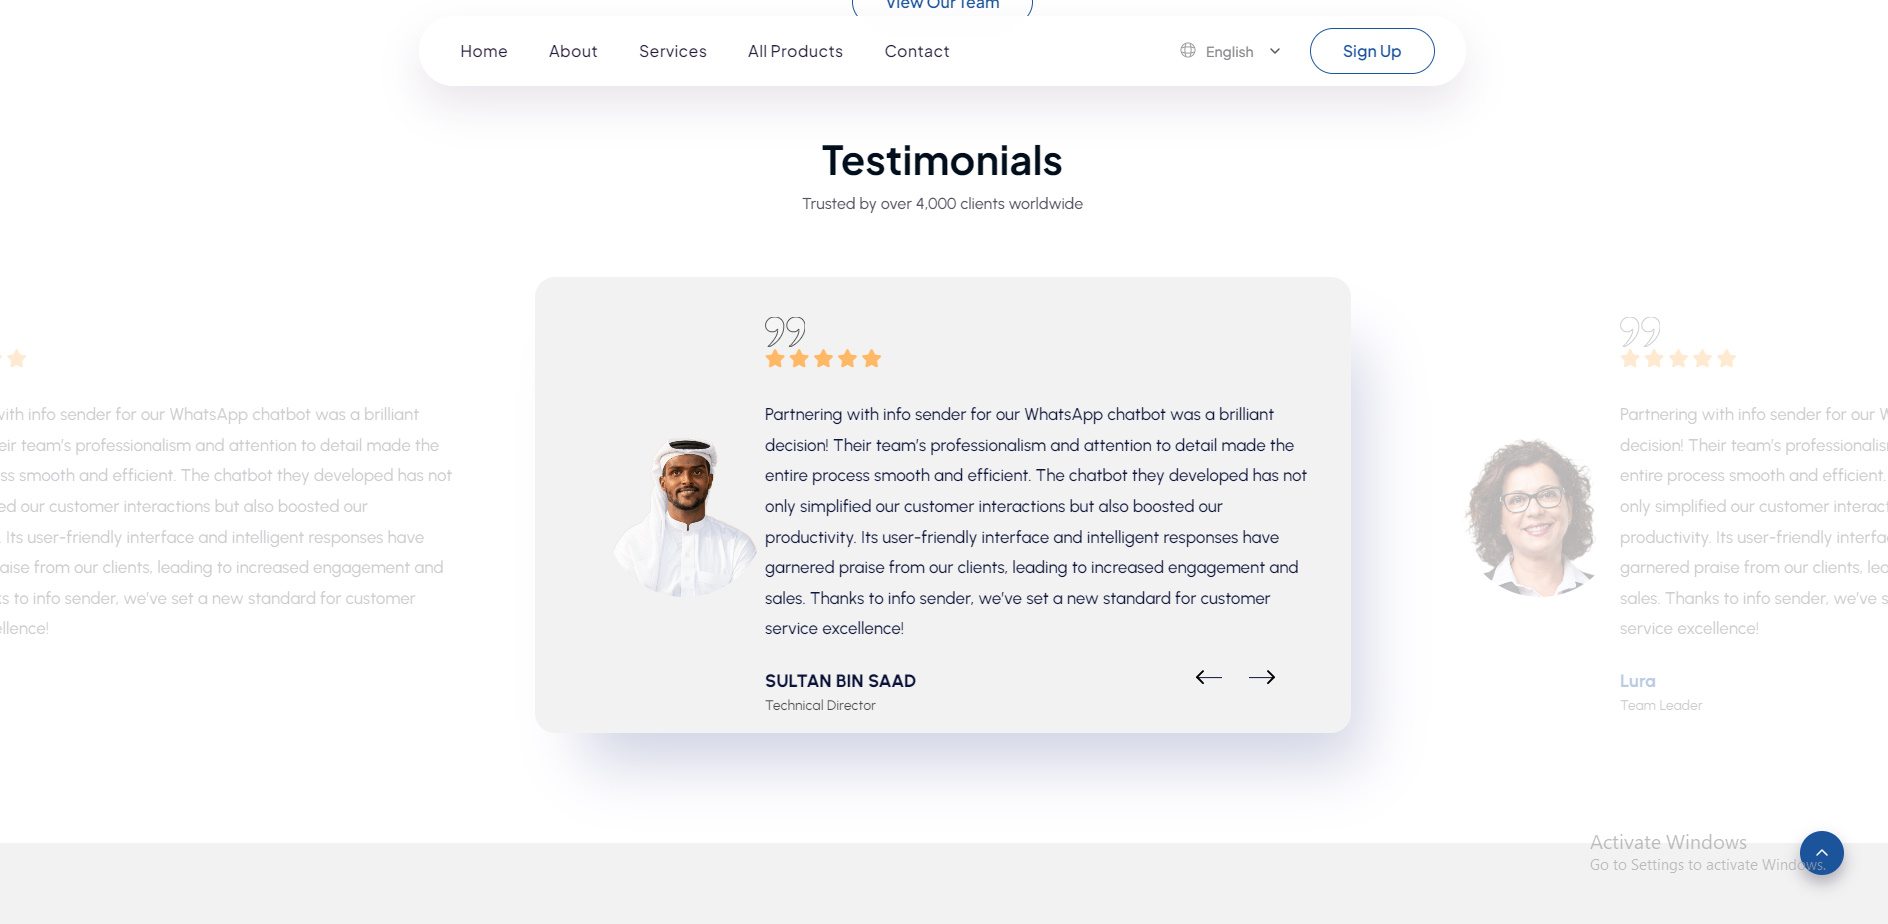 View Our Team
Home
About
Services
All Products
Contact
English
Sign Up
Testimonials
Trusted by over 4,000 clients worldwide
with info sender for our WhatsApp chatbot was a brilliant
team's professionalism and attention to detail made the
smooth and efficient. The chatbot they developed has not
our customer interactions but also boosted our
Its user-friendly interface and intelligent responses have
from our clients, leading to increased engagement and
to info sender, we've set a new standard for customer
Partnering with info sender for our WhatsApp chatbot was a brilliant
decision! Their team's professionalism and attention to detail made the
entire process smooth and efficient. The chatbot they developed has not
only simplified our customer interactions but also boosted our
productivity. Its user-friendly interface and intelligent responses have
garnered praise from our clients, leading to increased engagement and
sales. Thanks to info sender, we've set a new standard for customer
service excellence!
SULTAN BIN SAAD
Technical Director
Partnering with info sender for our
decision! Their team's
entire process smooth and efficient.
only simplified our customer
productivity. Its user-friendly
garnered praise from our clients,
sales. Thanks to info sender, we've
service excellence!
Lura
Team Leader
Activate Windows
Go to Settings to activate Windows.